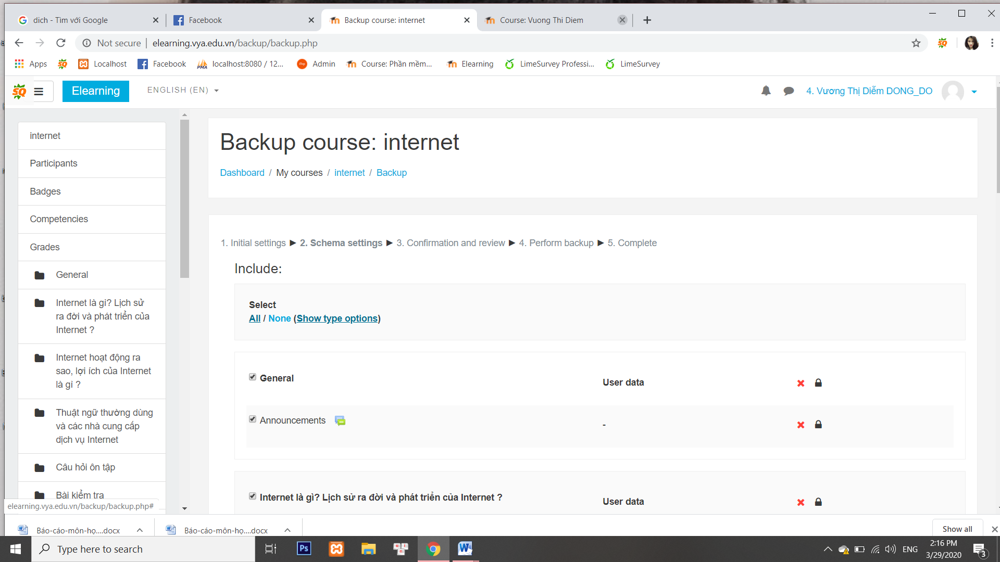 dich - Tìm với Google
Facebook
Backup course: internet
Course: Vuong Thi Diem
Not secure | elearning.vya.edu.vn/backup/backup.php
Apps
Localhost
Facebook
localhost:8080 / 12...
Admin
Course: Phần mềm...
Elearning
LimeSurvey Professi...
LimeSurvey
SQ
Elearning
ENGLISH (EN)
4. Vương Thị Diễm DONG_DO
internet
Participants
Badges
Competencies
Grades
General
Internet là gì? Lịch sử
ra đời và phát triển của
Internet ?
Internet hoạt động ra
sao, lợi ích của Internet
là gì ?
Thuật ngữ thường dùng
và các nhà cung cấp
dịch vụ Internet
Câu hỏi ôn tập
Bài kiểm tra
Backup course: internet
Dashboard / My courses / internet / Backup
1. Initial settings ► 2. Schema settings ► 3. Confirmation and review ► 4. Perform backup ► 5. Complete
Include:
Select
All / None (Show type options)
General
User data
Announcements
-
Internet là gì? Lịch sử ra đời và phát triển của Internet ?
User data
elearning.vya.edu.vn/backup/backup.php#
Báo-cáo-môn-họ....docx
Báo-cáo-môn-họ....docx
Show all
Type here to search
Ps
ENG
2:16 PM
3/29/2020
3